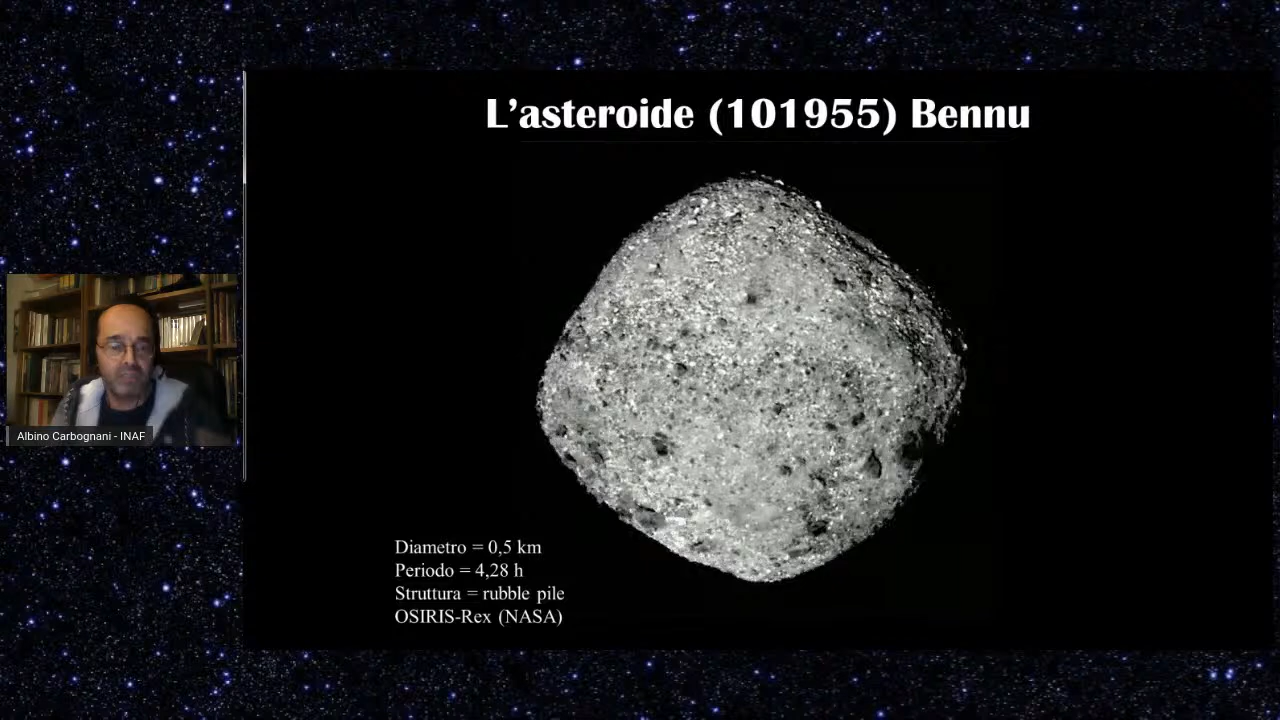 L'asteroide (101955) Bennu
Albino Carbognani - INAF
Diametro = 0,5 km
Periodo = 4,28 h
Struttura = rubble pile
OSIRIS-Rex (NASA)